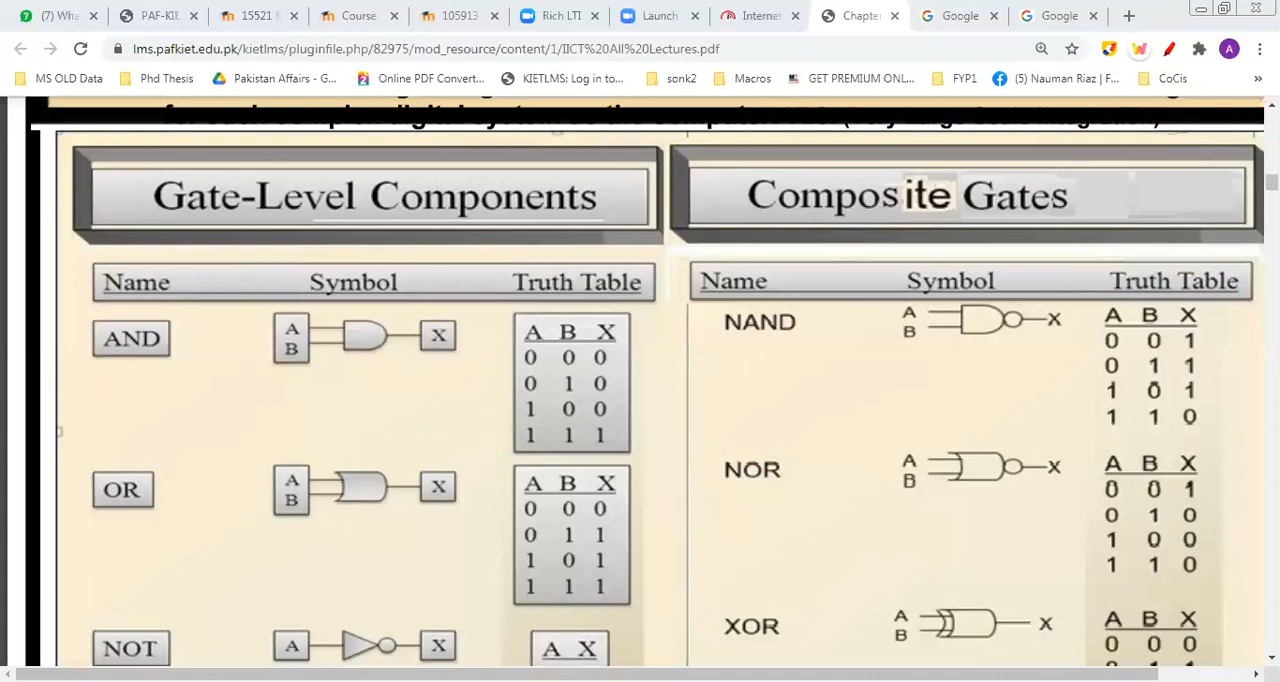 (7) Wha
PAF-KIE
15521
Course
105913
Rich LTI
Launch
Internet
Chapte
Google
Google
lms.pafkiet.edu.pk/kietlms/pluginfile.php/82975/mod_resource/content/1/IICT%20All%20Lectures.pdf
A
MS OLD Data
Phd Thesis
Pakistan Affairs - G...
Online PDF Convert...
KIETLMS: Log in to...
sonk2
Macros
GET PREMIUM ONL...
FYP1
(5) Nauman Riaz | F...
CoCis
»
Gate-Level Components
Name Symbol Truth Table
AND
A
B
X
A B X
0 0 0
0 1 0
1 0 0
1 1 1
OR
A
B
X
A B X
0 0 0
0 1 1
1 0 1
1 1 1
NOT
A
X
A X
Composite Gates
Name Symbol Truth Table
NAND
A
B
X
A B X
0 0 1
0 1 1
1 0 1
1 1 0
NOR
A
B
X
A B X
0 0 1
0 1 0
1 0 0
1 1 0
XOR
A
B
X
A B X
0 0 0